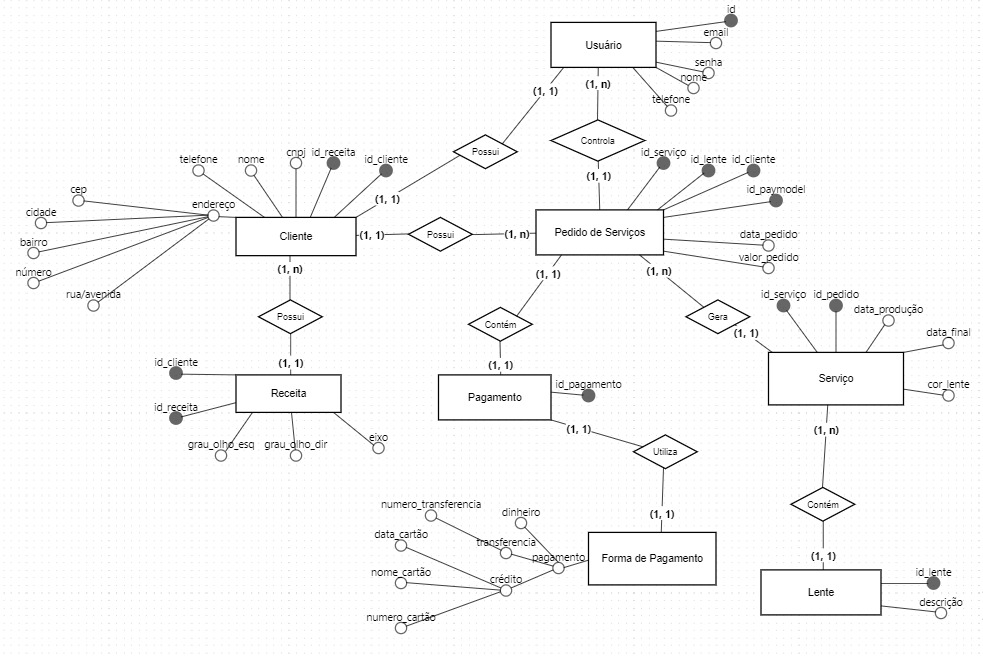 id
email
Usuário
senha
nome
telefone
(1, 1)
(1, n)
Controla
Possui
(1, 1)
(1, 1)
telefone
nome
cnpj
id_receita
id_cliente
cep
cidade
bairro
número
rua/avenida
endereço
Cliente
(1, 1)
Possui
(1, n)
id_serviço
id_lente
id_cliente
id_paymodel
Pedido de Serviços
data_pedido
valor_pedido
(1, n)
Possui
(1, 1)
(1, 1)
Contém
(1, 1)
(1, n)
Gera
(1, 1)
id_serviço
id_pedido
data_produção
data_final
Serviço
cor_lente
id_cliente
id_receita
Receita
grau_olho_esq
grau_olho_dir
eixo
Pagamento
id_pagamento
(1, 1)
Utiliza
(1, 1)
(1, n)
Contém
(1, 1)
numero_transferencia
dinheiro
data_cartão
transferencia
pagamento
Forma de Pagamento
nome_cartão
crédito
numero_cartão
id_lente
Lente
descrição